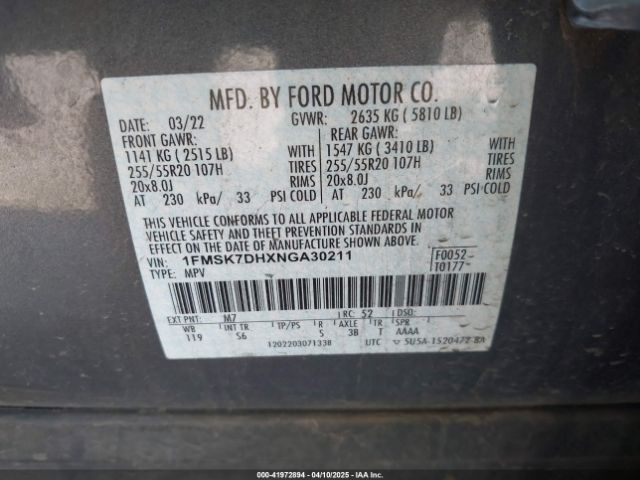 MFD. BY FORD MOTOR CO.
DATE: 03/22 GVWR: 2635 KG ( 5810 LB)
FRONT GAWR: REAR GAWR:
1141 KG ( 2515 LB) WITH 1547 KG ( 3410 LB) WITH
255/55R20 107H TIRES 255/55R20 107H TIRES
20x8.0J RIMS 20x8.0J RIMS
AT 230 kPa/ 33 PSI COLD AT 230 kPa/ 33 PSI COLD
THIS VEHICLE CONFORMS TO ALL APPLICABLE FEDERAL MOTOR
VEHICLE SAFETY AND THEFT PREVENTION STANDARDS IN
EFFECT ON THE DATE OF MANUFACTURE SHOWN ABOVE.
VIN: 1FMSK7DHXNGA30211 F0052
TYPE: MPV T0177
EXT PNT: M7 RC: 52 DSO:
WB INT TR TP/PS R AXLE TR SPR
119 S6 S 3B T AAAA
1202203071338 UTC 5U5A-1520472-BA
000-41972894 - 04/10/2025 - IAAI.COM